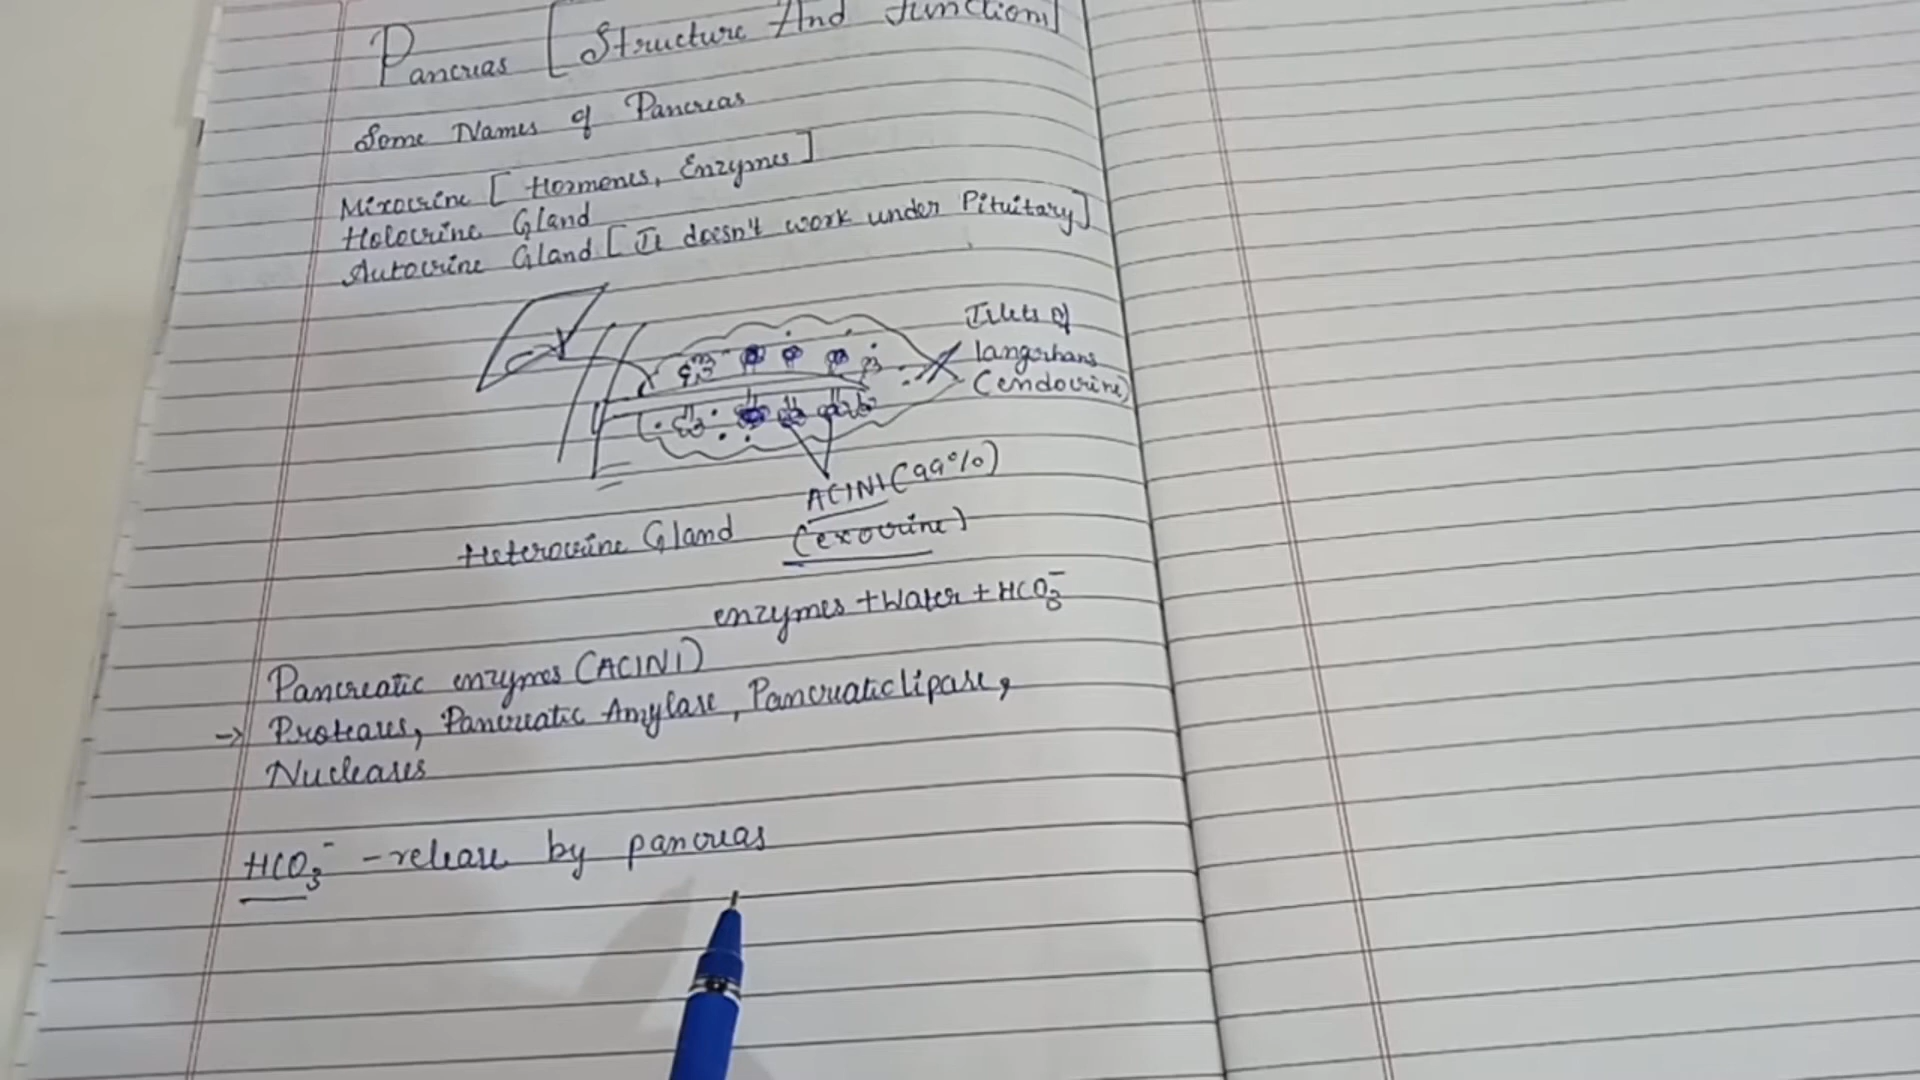 Pancreas [Structure And Functions]
Some Names of Pancreas
Mixocrine [Hormones, Enzymes]
Holocrine Gland
Autocrine Gland [It doesn't work under Pituitary]
Islets of
langerhans
(endocrine)
ACINI (99%)
(exocrine)
Heterocrine Gland
enzymes + Water + HCO3-
Pancreatic enzymes (ACINI)
→ Proteases, Pancreatic Amylase, Pancreatic lipase,
Nucleases
HCO3- - release by pancreas